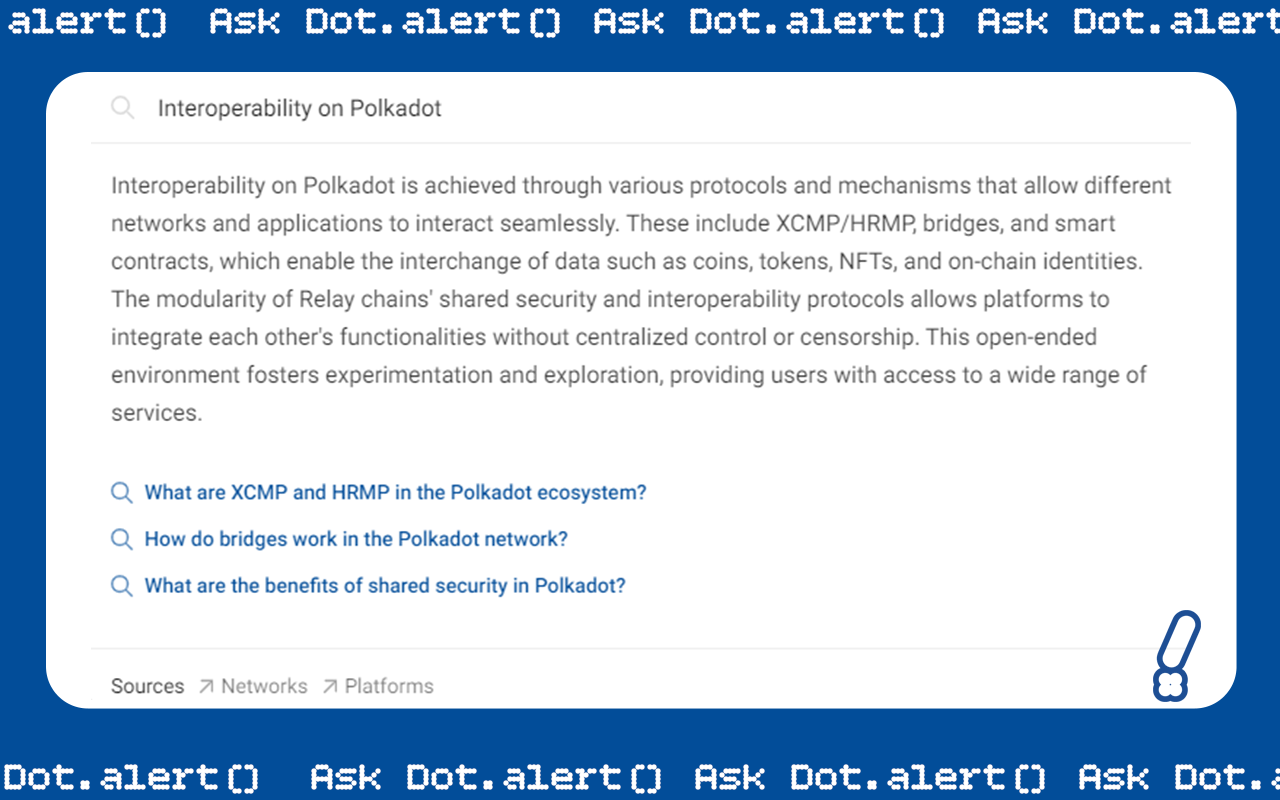 alert() Ask Dot.alert() Ask Dot.alert() Ask Dot.alert
Interoperability on Polkadot
Interoperability on Polkadot is achieved through various protocols and mechanisms that allow different
networks and applications to interact seamlessly. These include XCMP/HRMP, bridges, and smart
contracts, which enable the interchange of data such as coins, tokens, NFTs, and on-chain identities.
The modularity of Relay chains' shared security and interoperability protocols allows platforms to
integrate each other's functionalities without centralized control or censorship. This open-ended
environment fosters experimentation and exploration, providing users with access to a wide range of
services.
What are XCMP and HRMP in the Polkadot ecosystem?
How do bridges work in the Polkadot network?
What are the benefits of shared security in Polkadot?
Sources Networks Platforms
Dot.alert() Ask Dot.alert() Ask Dot.alert() Ask Dot.a